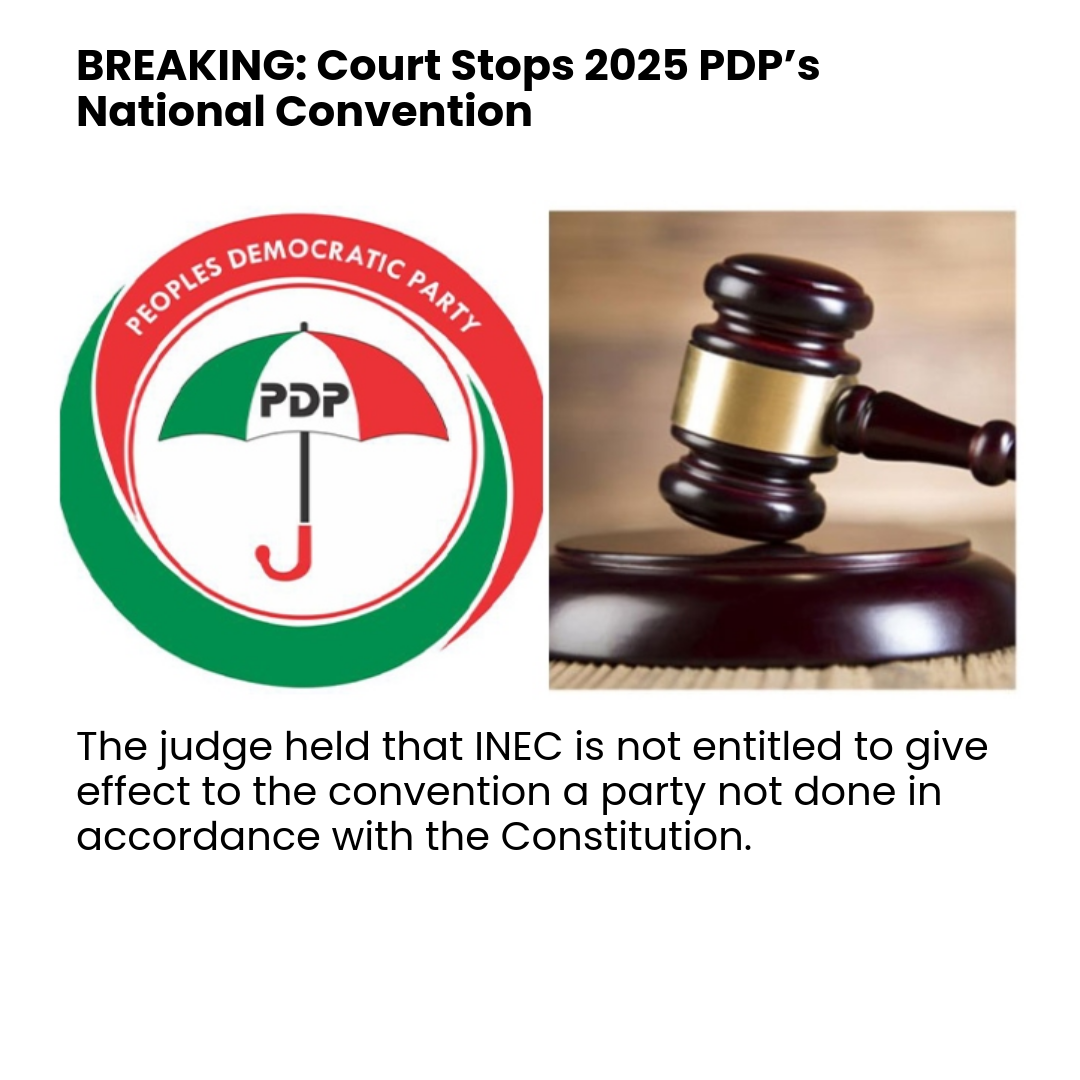 BREAKING: Court Stops 2025 PDP’s
National Convention
PEOPLES DEMOCRATIC PARTY
PDP
The judge held that INEC is not entitled to give
effect to the convention a party not done in
accordance with the Constitution.